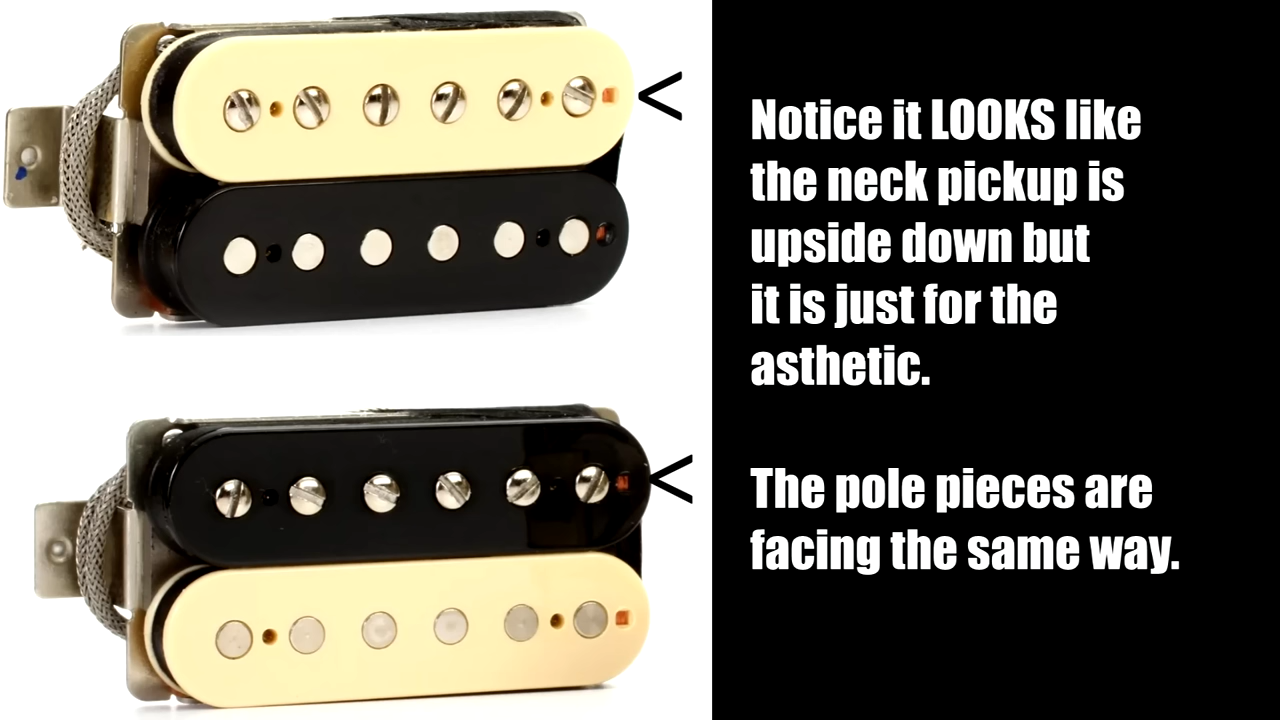 Notice it LOOKS like
the neck pickup is
upside down but
it is just for the
asthetic.
The pole pieces are
facing the same way.